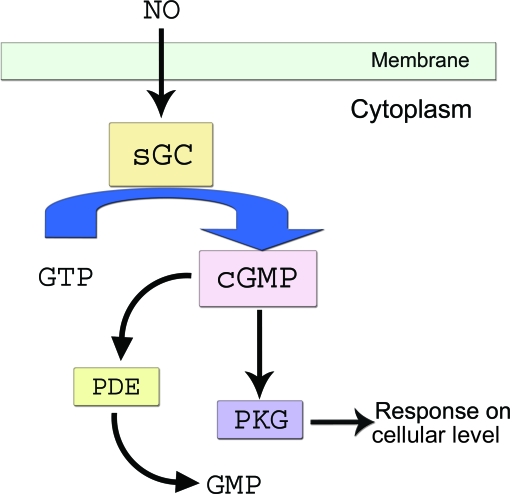 NO
Membrane
Cytoplasm
sGC
GTP
cGMP
PDE
PKG
Response on
cellular level
GMP